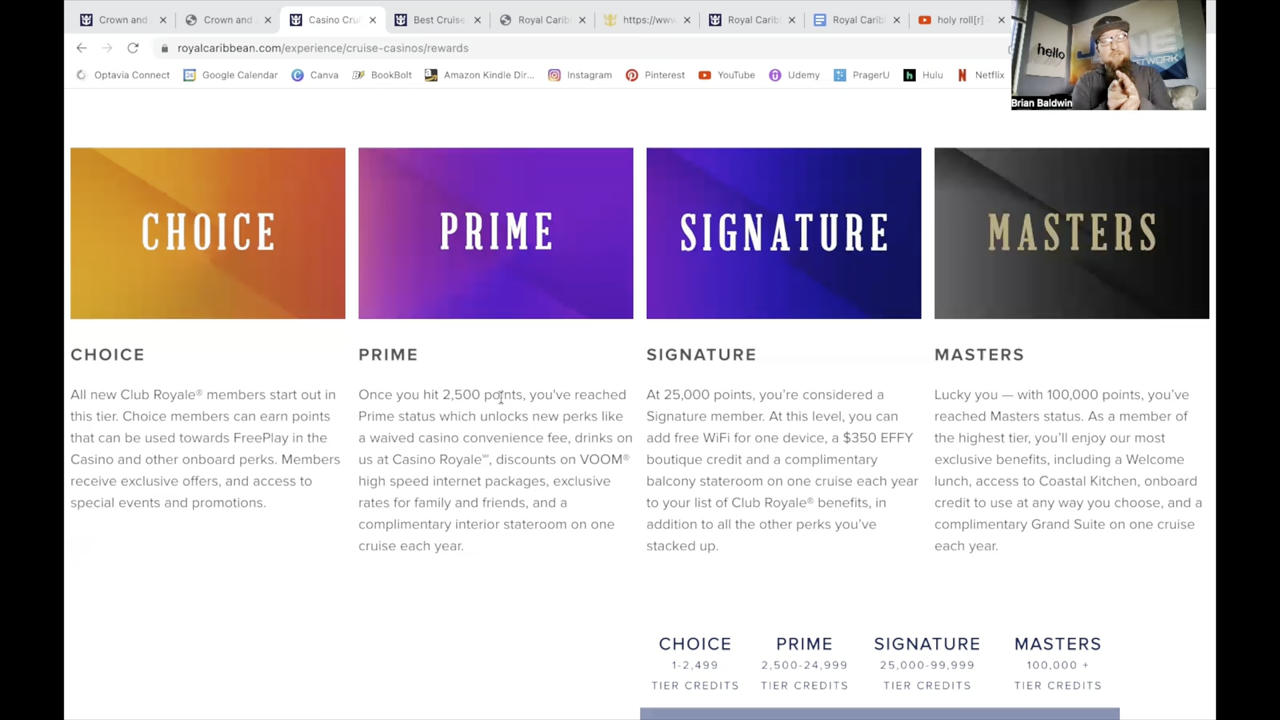 Crown and
Crown and
Casino Crui
Best Cruise
Royal Carib
https://ww
Royal Carib
Royal Carib
holy roll[r]
royalcaribbean.com/experience/cruise-casinos/rewards
Optavia Connect
Google Calendar
Canva
BookBolt
Amazon Kindle Dir...
Instagram
Pinterest
YouTube
Udemy
PragerU
Hulu
Netflix
hello
Brian Baldwin
CHOICE
PRIME
SIGNATURE
MASTERS
CHOICE
All new Club Royale® members start out in
this tier. Choice members can earn points
that can be used towards FreePlay in the
Casino and other onboard perks. Members
receive exclusive offers, and access to
special events and promotions.
PRIME
Once you hit 2,500 points, you've reached
Prime status which unlocks new perks like
a waived casino convenience fee, drinks on
us at Casino Royale℠, discounts on VOOM®
high speed internet packages, exclusive
rates for family and friends, and a
complimentary interior stateroom on one
cruise each year.
SIGNATURE
At 25,000 points, you're considered a
Signature member. At this level, you can
add free WiFi for one device, a $350 EFFY
boutique credit and a complimentary
balcony stateroom on one cruise each year
to your list of Club Royale® benefits, in
addition to all the other perks you've
stacked up.
MASTERS
Lucky you — with 100,000 points, you've
reached Masters status. As a member of
the highest tier, you'll enjoy our most
exclusive benefits, including a Welcome
lunch, access to Coastal Kitchen, onboard
credit to use at any way you choose, and a
complimentary Grand Suite on one cruise
each year.
CHOICE
1-2,499
TIER CREDITS
PRIME
2,500-24,999
TIER CREDITS
SIGNATURE
25,000-99,999
TIER CREDITS
MASTERS
100,000 +
TIER CREDITS